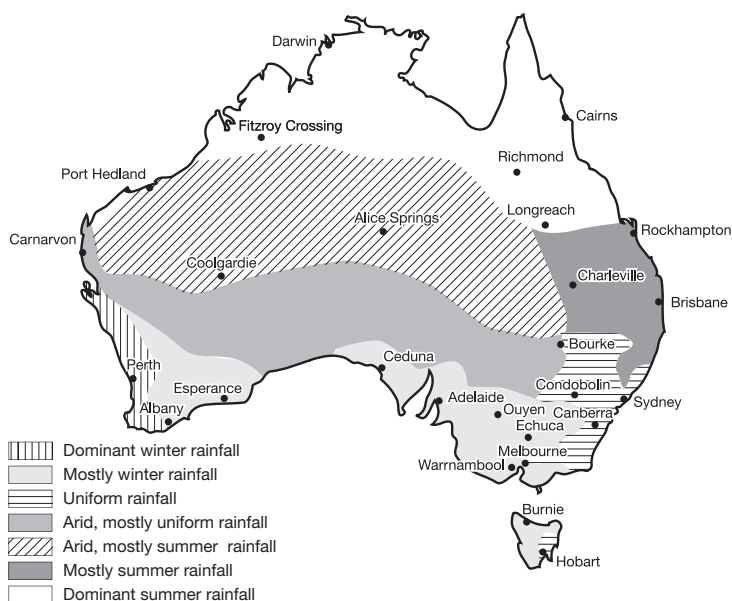 Darwin
Cairns
Fitzroy Crossing
Richmond
Port Hedland
Longreach
Alice Springs
Rockhampton
Carnarvon
Coolgardie
Charleville
Brisbane
Bourke
Ceduna
Perth
Condobolin
Esperance
Adelaide
Sydney
Albany
Ouyen
Canberra
Echuca
Melbourne
Warrnambool
Burnie
Hobart
Dominant winter rainfall
Mostly winter rainfall
Uniform rainfall
Arid, mostly uniform rainfall
Arid, mostly summer rainfall
Mostly summer rainfall
Dominant summer rainfall